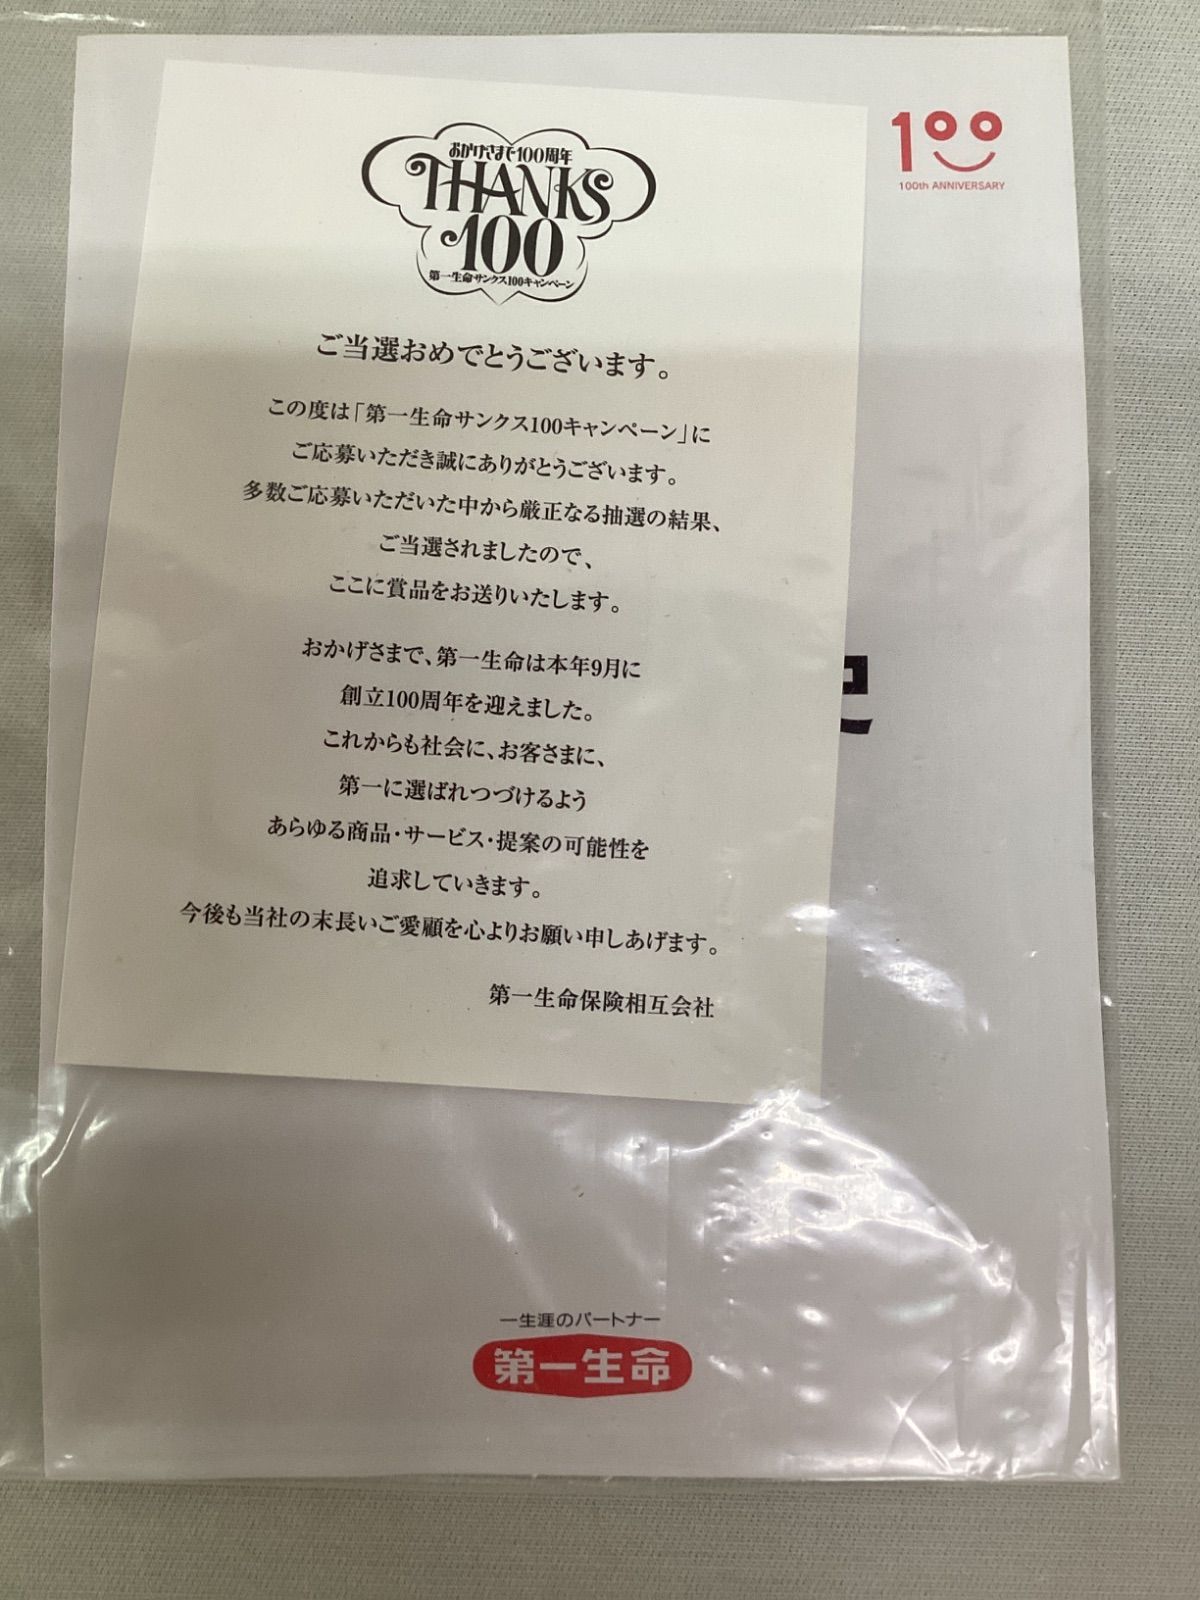 おかげさまで100周年
THANKS
100
第一生命サンクス100キャンペーン
100
100th ANNIVERSARY
ご当選おめでとうございます。
この度は「第一生命サンクス100キャンペーン」に
ご応募いただき誠にありがとうございます。
多数ご応募いただいた中から厳正なる抽選の結果、
ご当選されましたので、
ここに賞品をお送りいたします。
おかげさまで、第一生命は本年9月に
創立100周年を迎えました。
これからも社会に、お客さまに、
第一に選ばれつづけるよう
あらゆる商品・サービス・提案の可能性を
追求していきます。
今後も当社の末長いご愛顧を心よりお願い申しあげます。
第一生命保険相互会社
一生涯のパートナー
第一生命